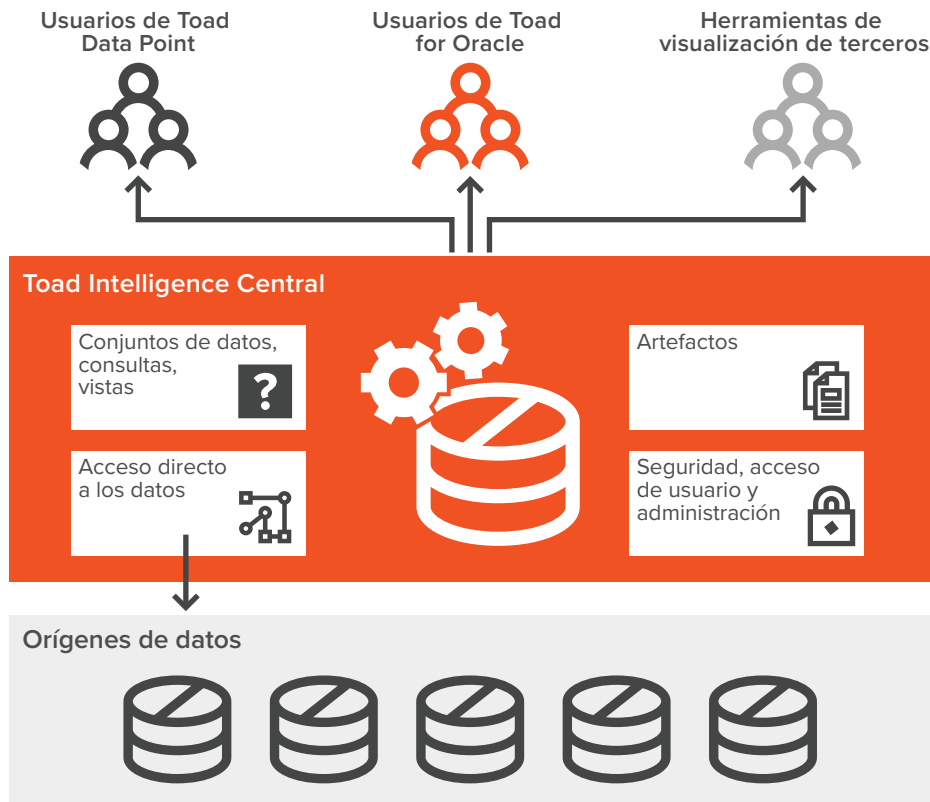 Usuarios de Toad
Data Point
Usuarios de Toad
for Oracle
Herramientas de
visualización de terceros
Toad Intelligence Central
Conjuntos de datos,
consultas,
vistas
?
Artefactos
Acceso directo
a los datos
Seguridad, acceso
de usuario y
administración
Orígenes de datos